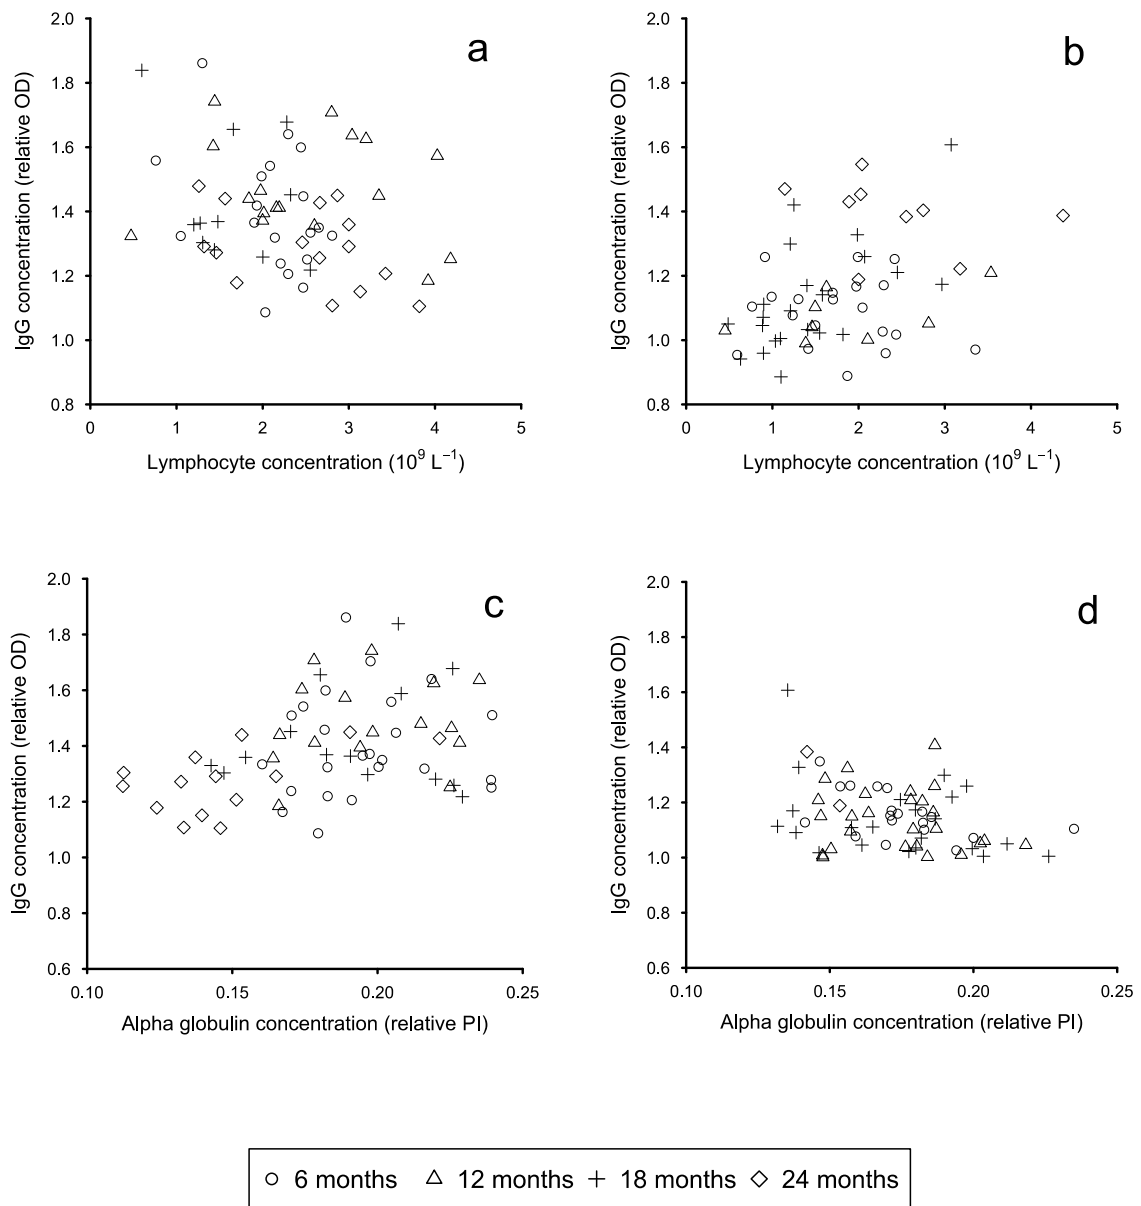 a
2.0
1.8
1.6
1.4
1.2
1.0
0.8
0 1 2 3 4 5
IgG concentration (relative OD)
Lymphocyte concentration (10⁹ L⁻¹)
b
2.0
1.8
1.6
1.4
1.2
1.0
0.8
0 1 2 3 4 5
IgG concentration (relative OD)
Lymphocyte concentration (10⁹ L⁻¹)
c
2.0
1.8
1.6
1.4
1.2
1.0
0.8
0.6
0.10 0.15 0.20 0.25
IgG concentration (relative OD)
Alpha globulin concentration (relative PI)
d
2.0
1.8
1.6
1.4
1.2
1.0
0.8
0.6
0.10 0.15 0.20 0.25
IgG concentration (relative OD)
Alpha globulin concentration (relative PI)
6 months 12 months 18 months 24 months